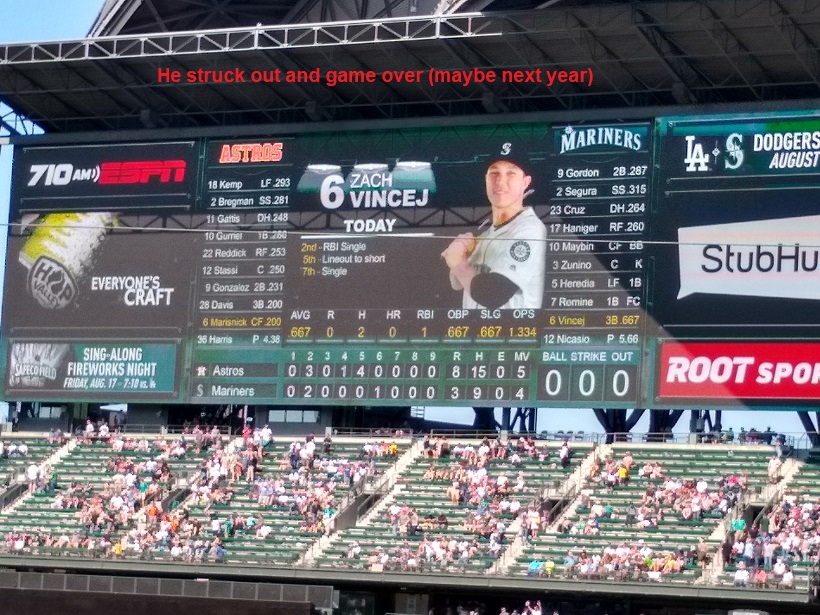 He struck out and game over (maybe next year)
710 AM ESPN
EVERYONE'S
CRAFT
SING-ALONG
FIREWORKS NIGHT
FRIDAY, AUG. 17 - 7:10 vs.
SAFECO FIELD
ASTROS
18 Kemp LF .293
2 Bregman SS .281
11 Gattis DH .248
10 Gurriel 1B .260
22 Reddick RF .253
12 Stassi C .250
9 Gonzalez 2B .231
28 Davis 3B .200
6 Marisnick CF .200
36 Harris P 4.38
6 ZACH
VINCEJ
TODAY
2nd - RBI Single
5th - Lineout to short
7th - Single
AVG R H HR RBI OBP SLG OPS
.667 0 2 0 1 .667 .667 1.334
1 2 3 4 5 6 7 8 9 R H E MV
Astros 0 3 0 1 4 0 0 0 0 8 15 0 5
Mariners 0 2 0 0 1 0 0 0 0 3 9 0 4
S
MARINERS
9 Gordon 2B .287
2 Segura SS .315
23 Cruz DH .264
17 Haniger RF .260
10 Maybin CF BB
3 Zunino C K
5 Heredia LF 1B
7 Romine 1B FC
6 Vincej 3B .667
12 Nicasio P 5.66
BALL STRIKE OUT
0 0 0
LA S DODGERS
AUGUST
StubHu
ROOT SPOR